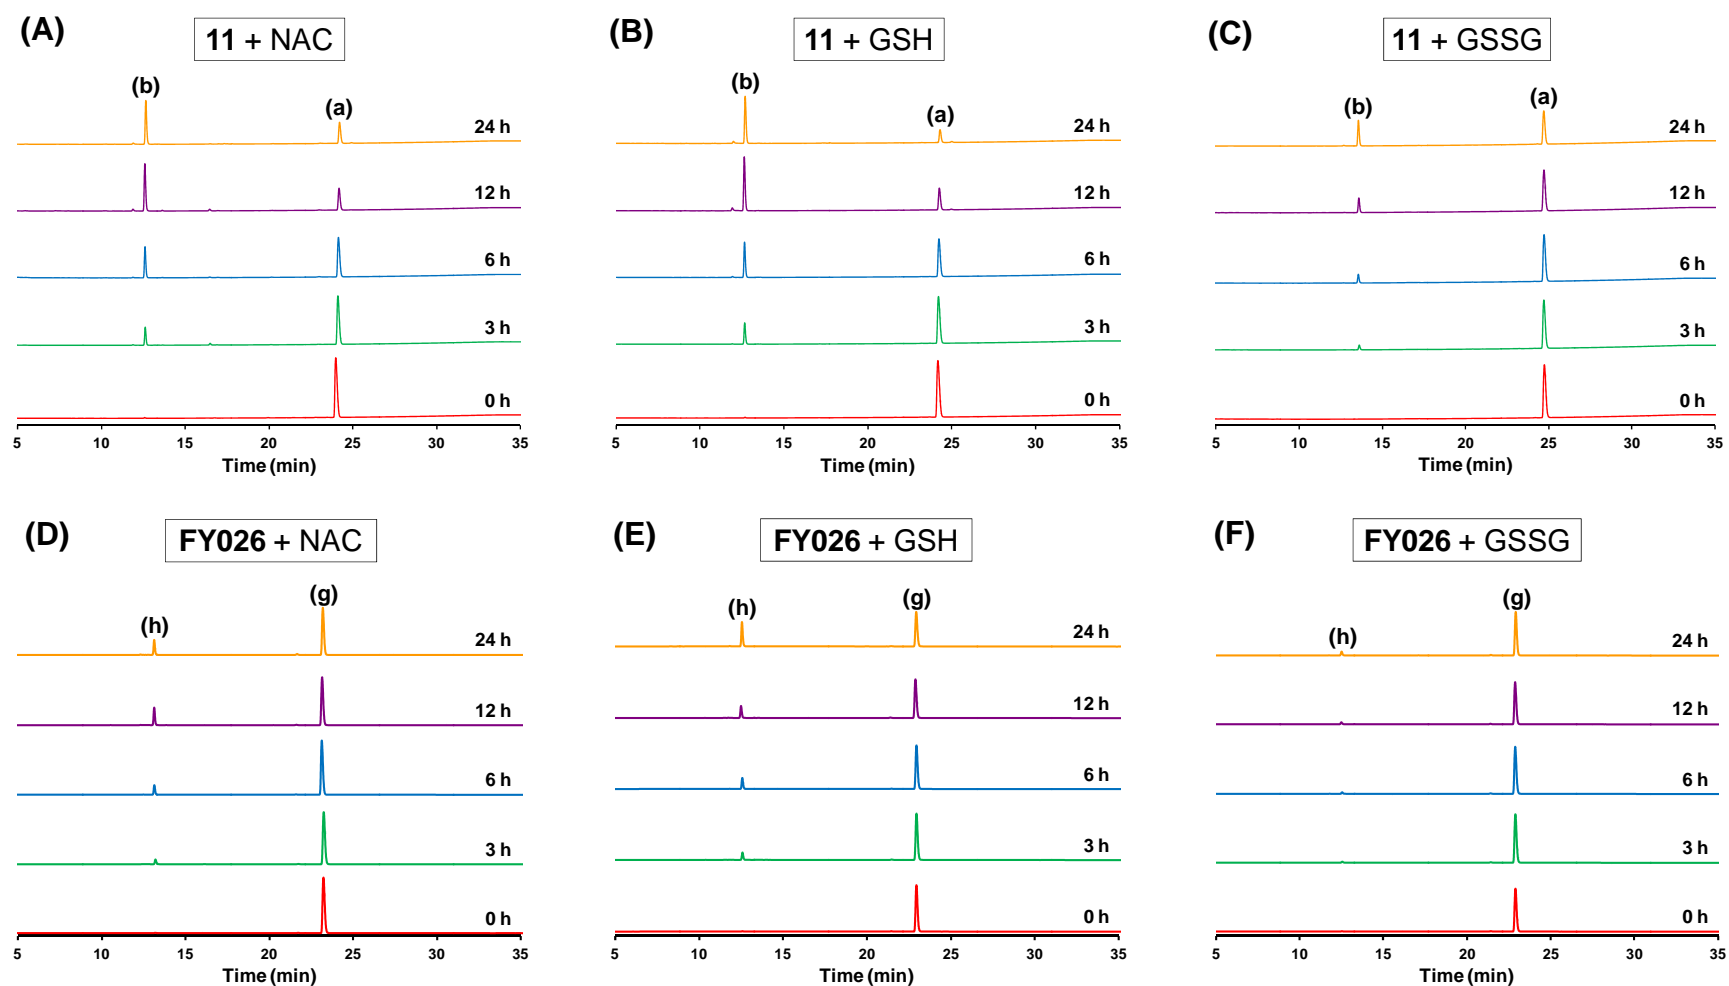 (A)
11 + NAC
(b)
(a)
24 h
12 h
6 h
3 h
0 h
5 10 15 20 25 30 35
Time (min)
(B)
11 + GSH
(b)
(a)
24 h
12 h
6 h
3 h
0 h
5 10 15 20 25 30 35
Time (min)
(C)
11 + GSSG
(b)
(a)
24 h
12 h
6 h
3 h
0 h
5 10 15 20 25 30 35
Time (min)
(D)
FY026 + NAC
(g)
(h)
24 h
12 h
6 h
3 h
0 h
5 10 15 20 25 30 35
Time (min)
(E)
FY026 + GSH
(g)
(h)
24 h
12 h
6 h
3 h
0 h
5 10 15 20 25 30 35
Time (min)
(F)
FY026 + GSSG
(g)
(h)
24 h
12 h
6 h
3 h
0 h
5 10 15 20 25 30 35
Time (min)